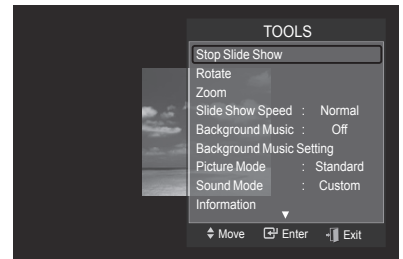 TOOLS
Stop Slide Show
Rotate
Zoom
Slide Show Speed : Normal
Background Music : Off
Background Music Setting
Picture Mode : Standard
Sound Mode : Custom
Information
Move Enter Exit